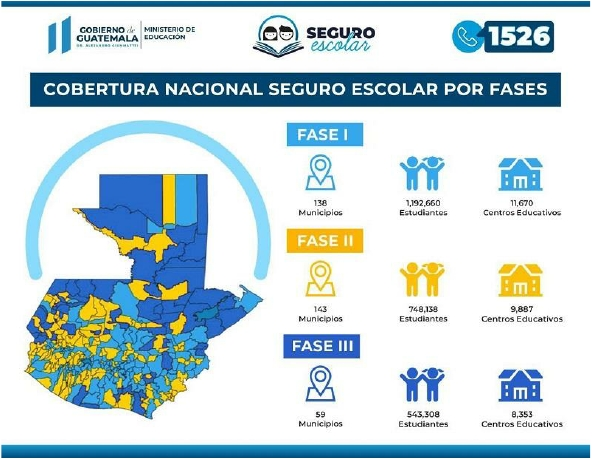 GOBIERNO de
GUATEMALA
DR. ALEJANDRO GIAMMATTEI
MINISTERIO DE
EDUCACIÓN
SEGURO
escolar
1526
COBERTURA NACIONAL SEGURO ESCOLAR POR FASES
FASE I
138
Municipios
1,192,660
Estudiantes
11,670
Centros Educativos
FASE II
143
Municipios
748,138
Estudiantes
9,887
Centros Educativos
FASE III
59
Municipios
543,308
Estudiantes
8,353
Centros Educativos